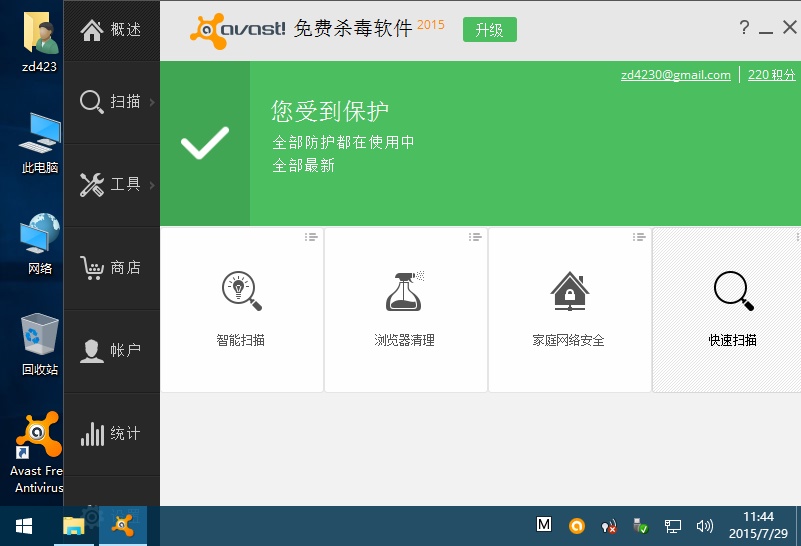 zd423
此电脑
网络
回收站
Avast Fre
Antivirus
概述
扫描
工具
商店
帐户
统计
avast! 免费杀毒软件 2015
升级
?
zd4230@gmail.com
220 积分
您受到保护
全部防护都在使用中
全部最新
智能扫描
浏览器清理
家庭网络安全
快速扫描
M
11:44
2015/7/29